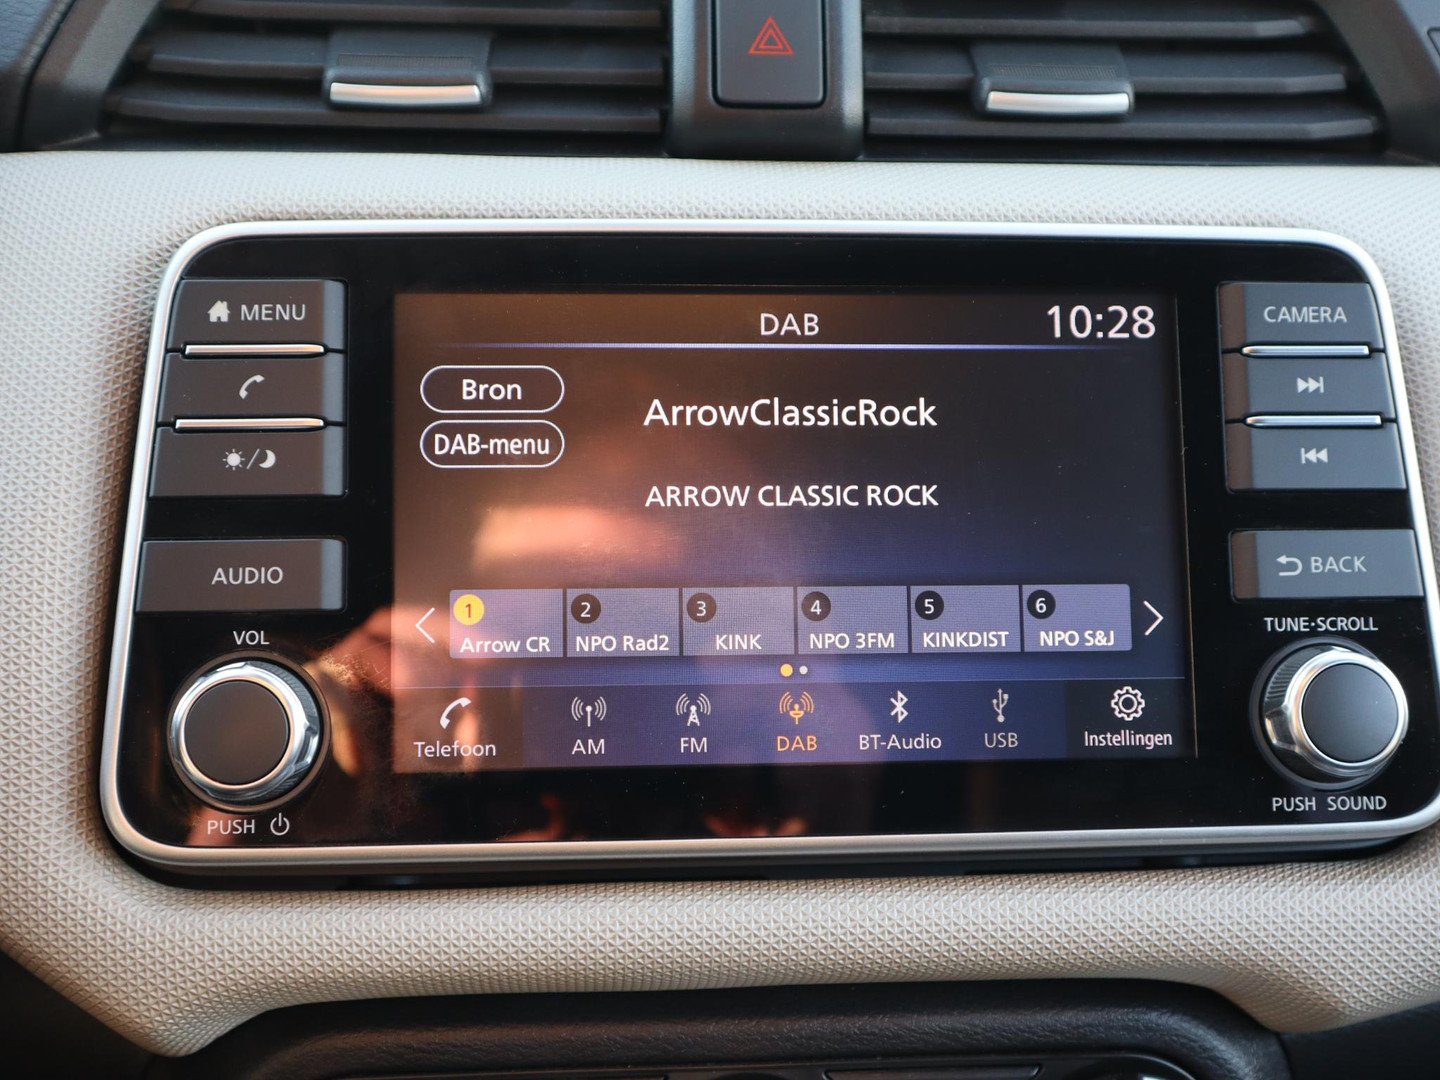 MENU
AUDIO
VOL
PUSH
DAB
10:28
Bron
DAB-menu
ArrowClassicRock
ARROW CLASSIC ROCK
1 2 3 4 5 6
Arrow CR NPO Rad2 KINK NPO 3FM KINKDIST NPO S&J
Telefoon AM FM DAB BT-Audio USB Instellingen
CAMERA
BACK
TUNE·SCROLL
PUSH SOUND